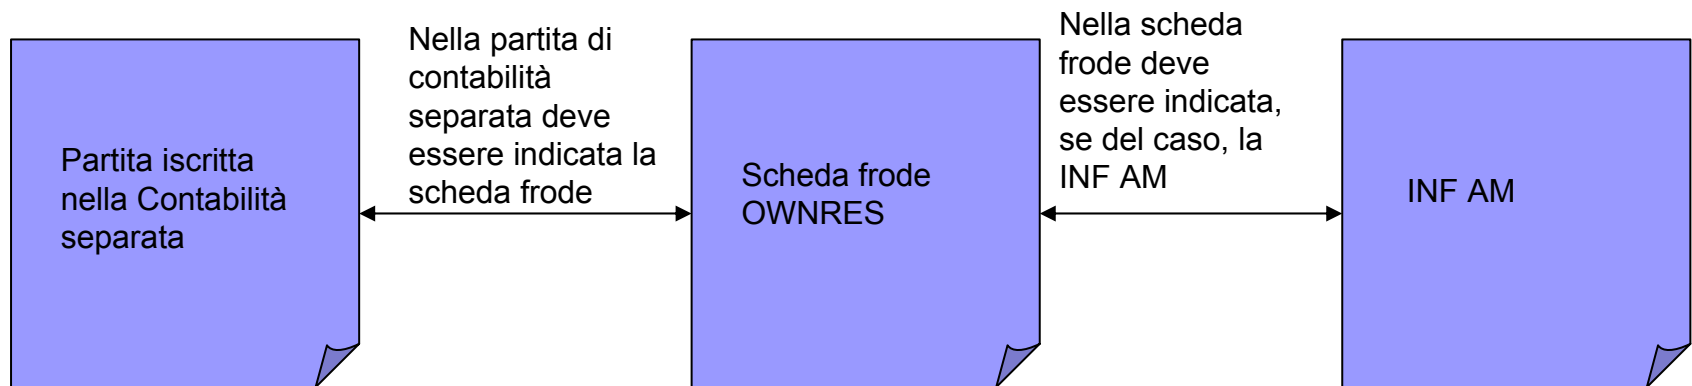 Partita iscritta
nella Contabilità
separata
Nella partita di
contabilità
separata deve
essere indicata la
scheda frode
Scheda frode
OWNRES
Nella scheda
frode deve
essere indicata,
se del caso, la
INF AM
INF AM